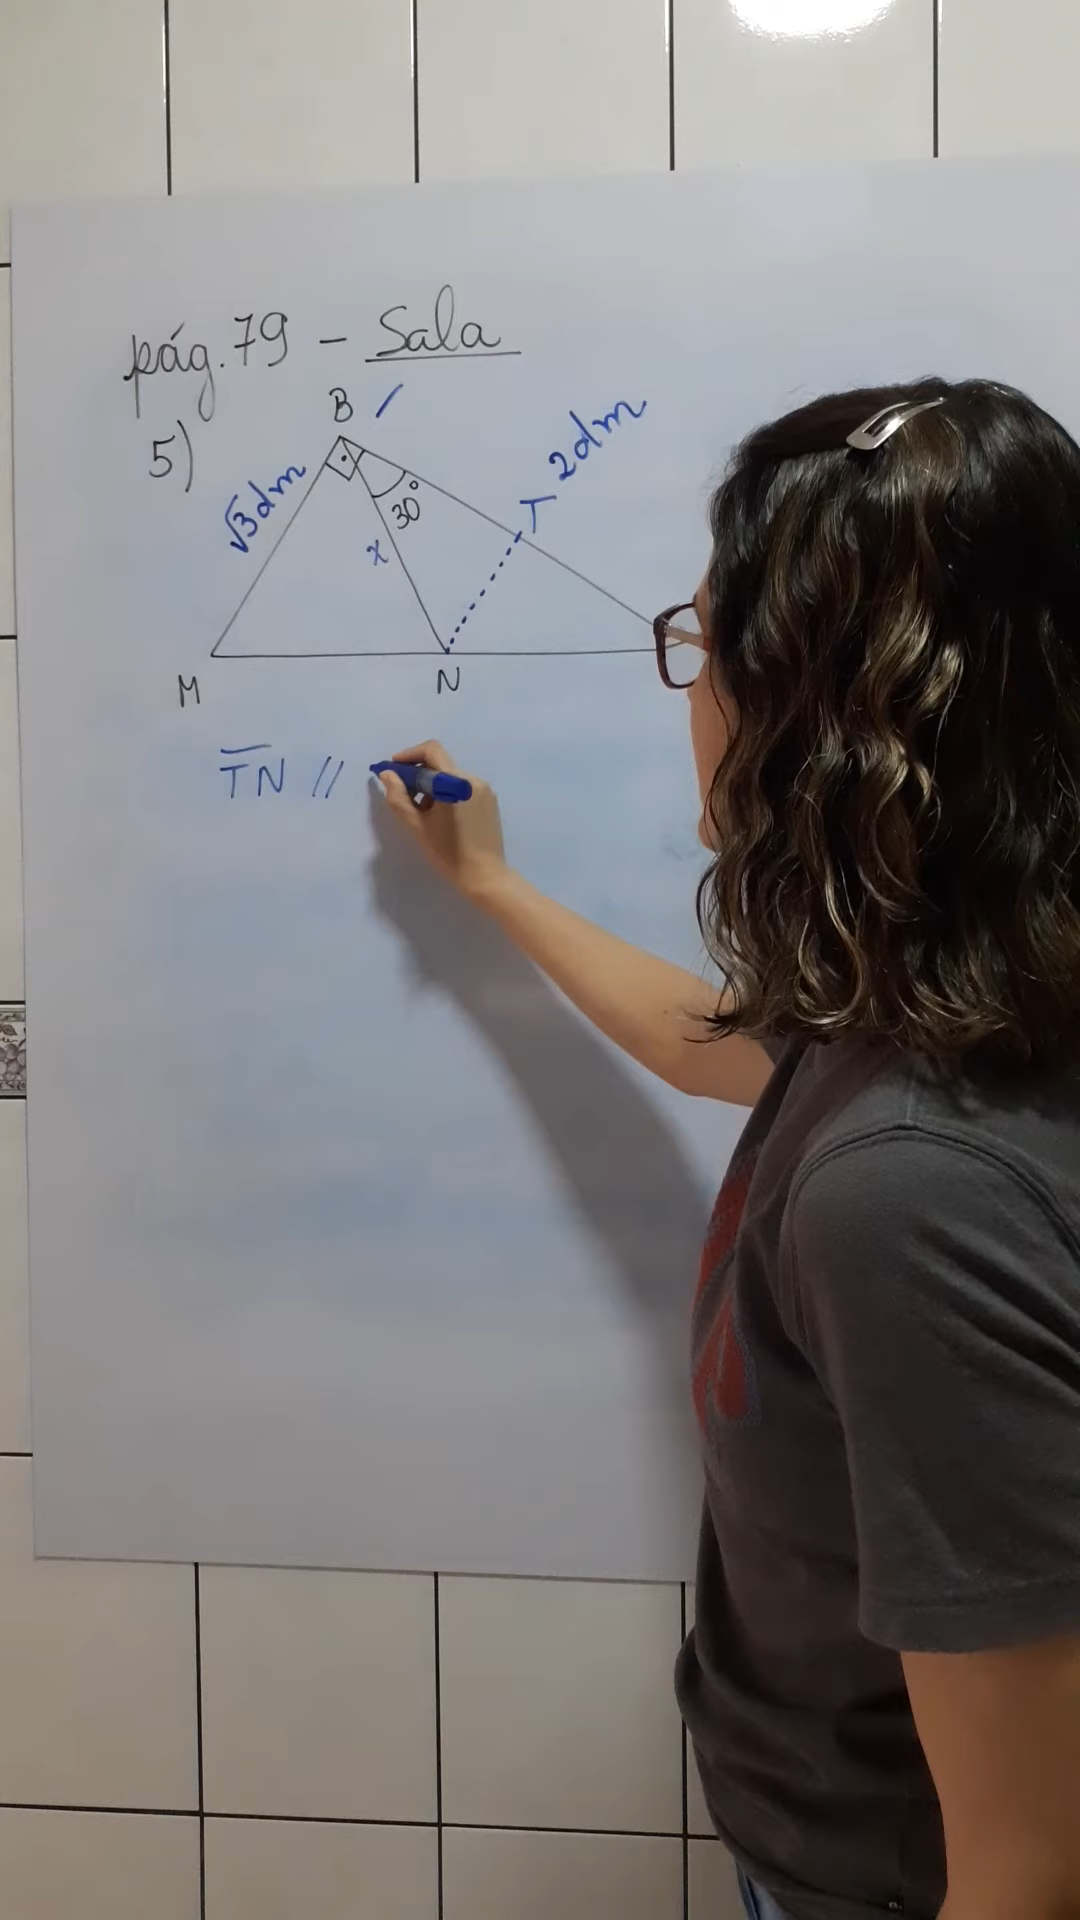 pág. 79 - Sala
5)
B
√3dm
2dm
T
30°
x
M
N
TN //